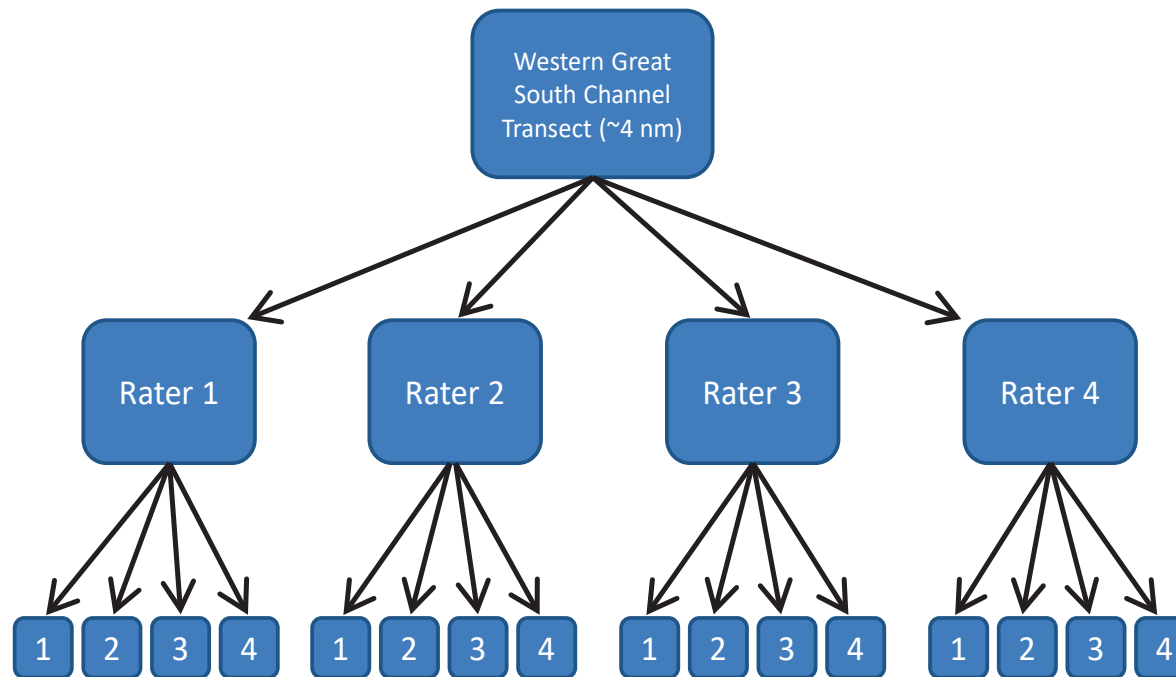 Western Great
South Channel
Transect (~4 nm)
Rater 1
Rater 2
Rater 3
Rater 4
1 2 3 4 1 2 3 4 1 2 3 4 1 2 3 4